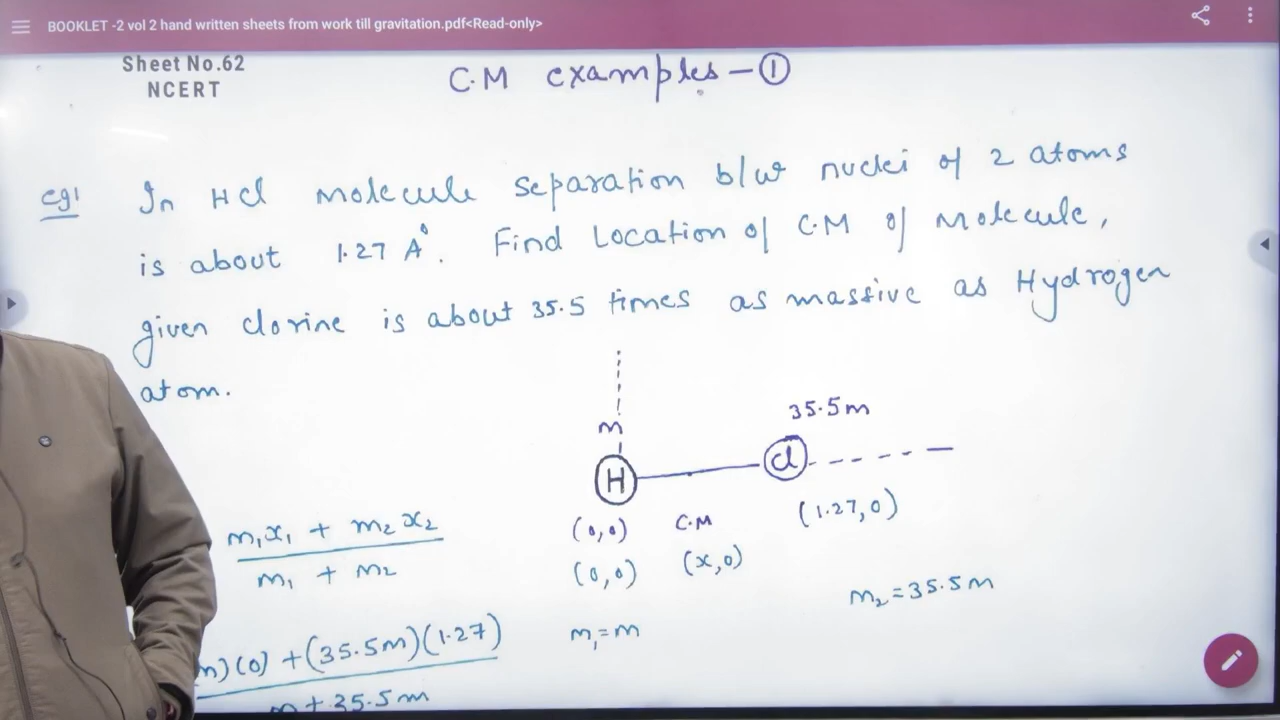 BOOKLET -2 vol 2 hand written sheets from work till gravitation.pdf<Read-only>
Sheet No.62
NCERT
C.M examples - ①
eg1 In HCl molecule separation b/w nuclei of 2 atoms
is about 1.27 A°. Find Location of C.M of Molecule,
given clorine is about 35.5 times as massive as Hydrogen
atom.
35.5m
m
H
Cl
(0,0) C.M (1.27,0)
(0,0) (x,0)
m₁x₁ + m₂x₂
m₁ + m₂
m₂=35.5m
m₁=m
m)(0) + (35.5m)(1.27)
m + 35.5m